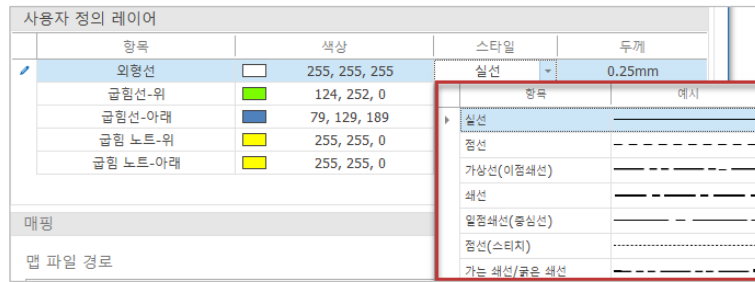 사용자 정의 레이어
항목 색상 스타일 두께
외형선 255, 255, 255 실선 0.25mm
굽힘선-위 124, 252, 0
굽힘선-아래 79, 129, 189
굽힘 노트-위 255, 255, 0
굽힘 노트-아래 255, 255, 0
항목 예시
실선
점선
가상선(이점쇄선)
쇄선
일점쇄선(중심선)
점선(스티치)
가는 쇄선/굵은 쇄선
매핑
맵 파일 경로